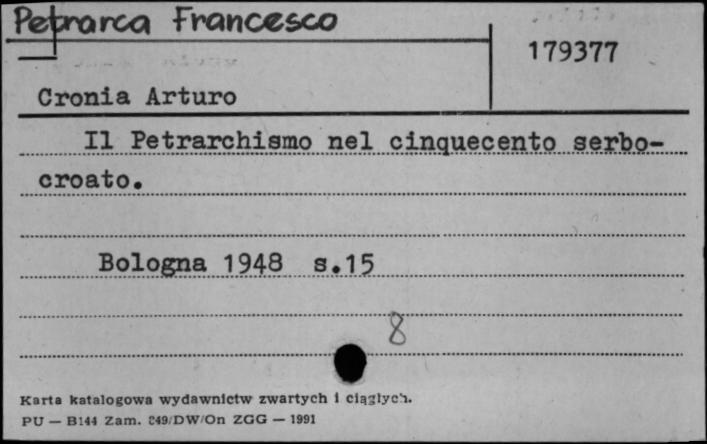 Petrarca Francesco
179377
Cronia Arturo
Il Petrarchismo nel cinquecento serbo-
croato.
Bologna 1948 s.15
8
Karta katalogowa wydawnictw zwartych i ciągłych.
PU — B144 Zam. 849/DW/On ZGG — 1991